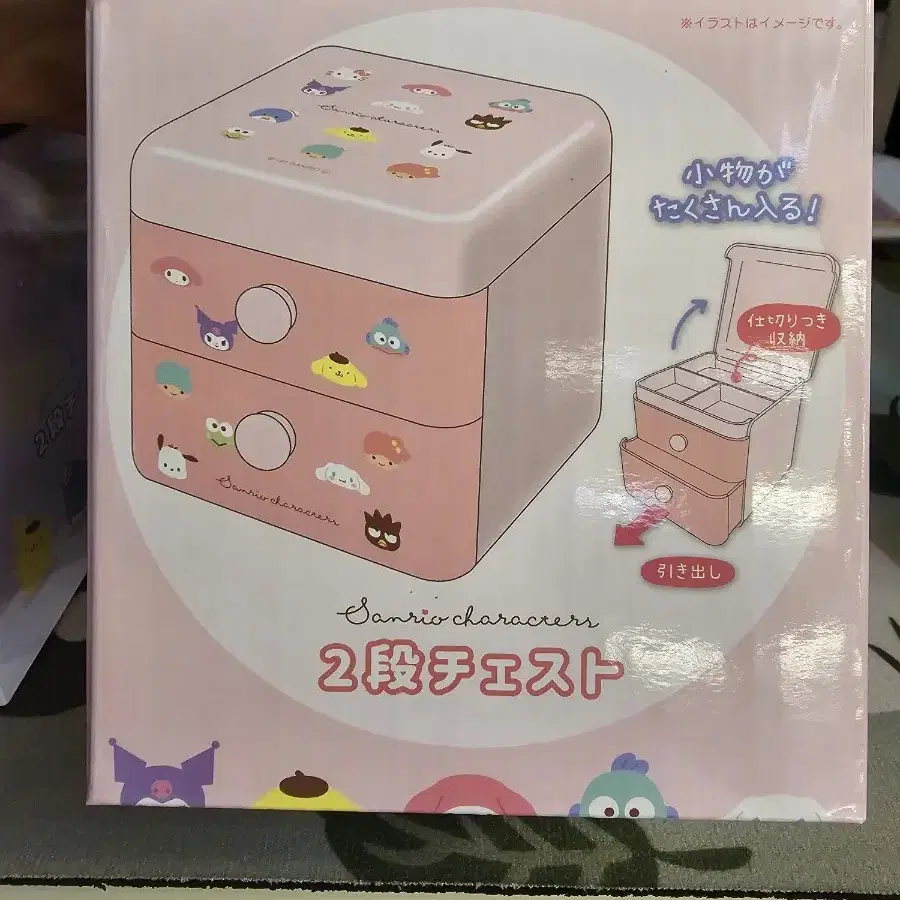 ※イラストはイメージです。
Sanrio characters
小物が
たくさん入る!
仕切りつき
収納
Sanrio characters
引き出し
Sanrio characters
2段チェスト